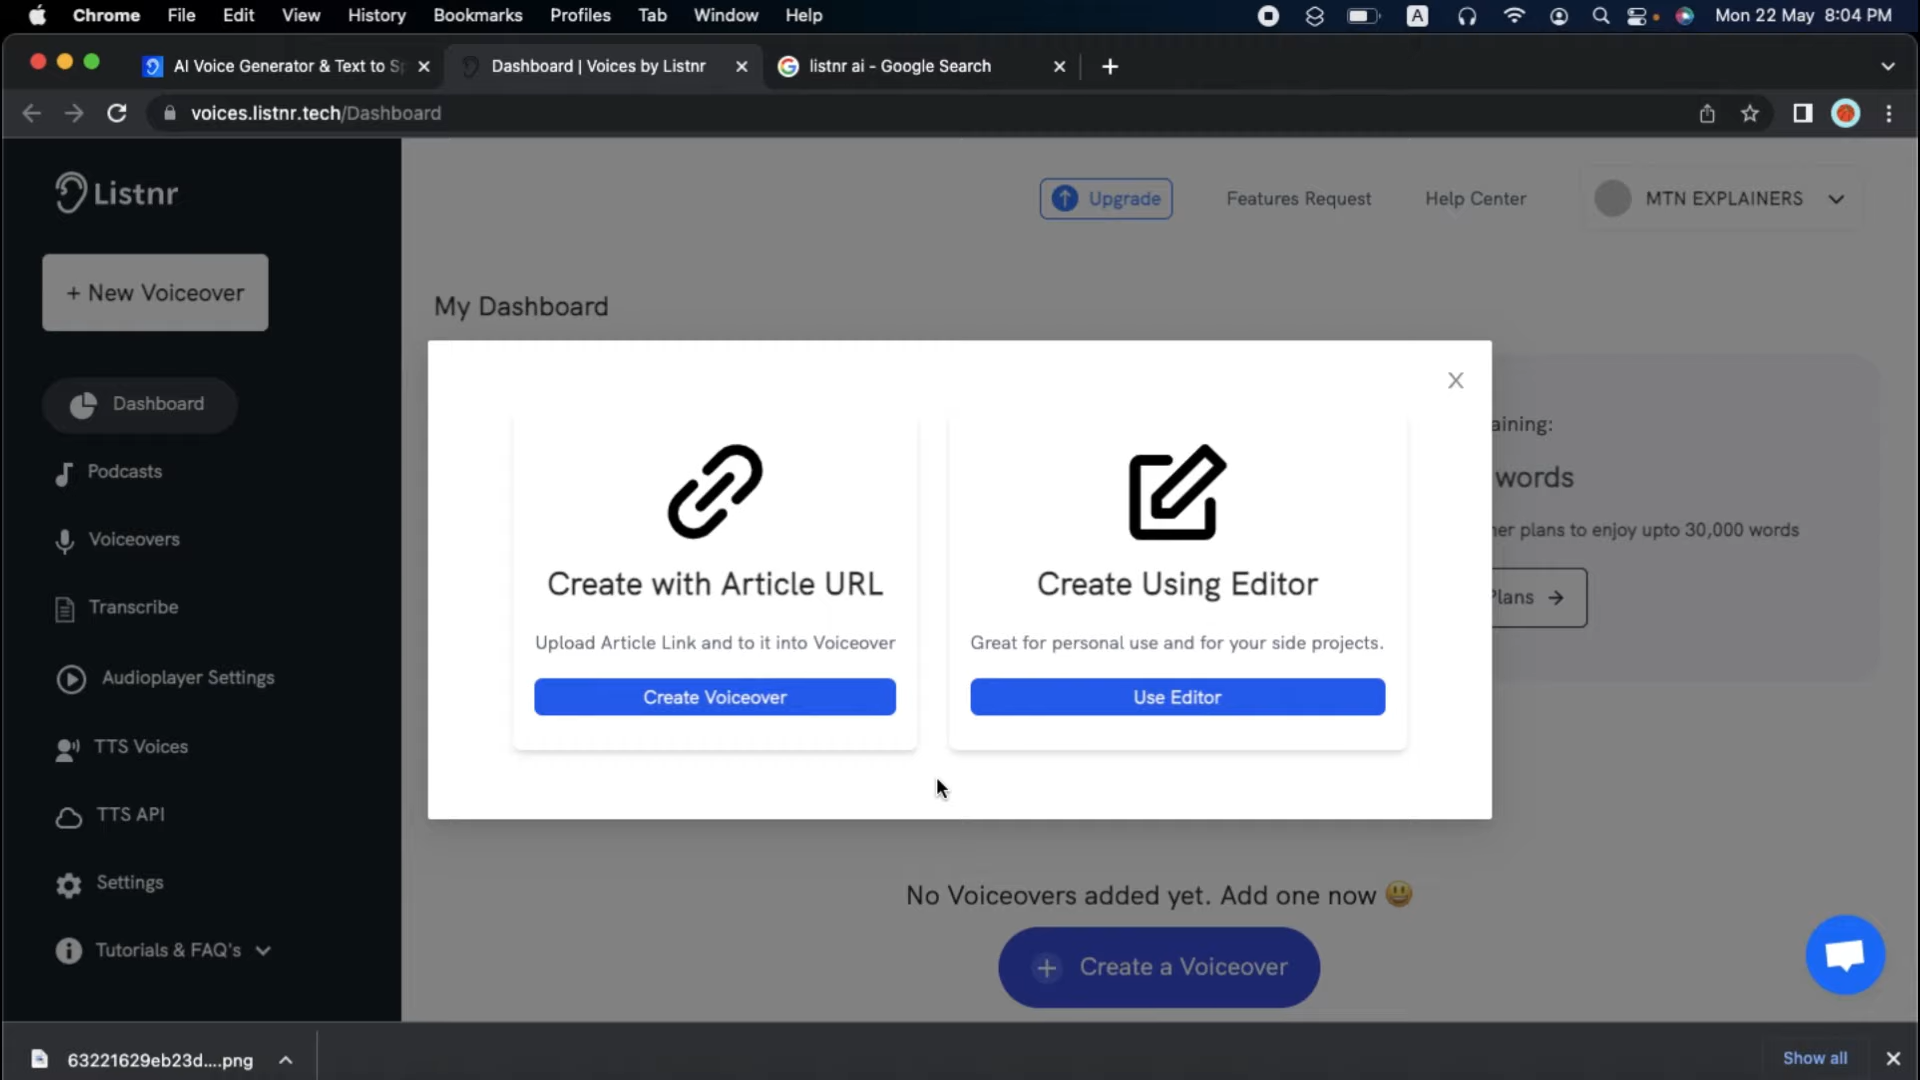 Chrome File Edit View History Bookmarks Profiles Tab Window Help
A
Mon 22 May 8:04 PM
AI Voice Generator & Text to Sp
Dashboard | Voices by Listnr
listnr ai - Google Search
voices.listnr.tech/Dashboard
Listnr
Upgrade
Features Request
Help Center
MTN EXPLAINERS
+ New Voiceover
My Dashboard
Dashboard
Podcasts
Voiceovers
Transcribe
Audioplayer Settings
TTS Voices
TTS API
Settings
Tutorials & FAQ's
X
Create with Article URL
Upload Article Link and to it into Voiceover
Create Voiceover
Create Using Editor
Great for personal use and for your side projects.
Use Editor
aining:
words
her plans to enjoy upto 30,000 words
Plans →
No Voiceovers added yet. Add one now 😃
+ Create a Voiceover
63221629eb23d....png
Show all